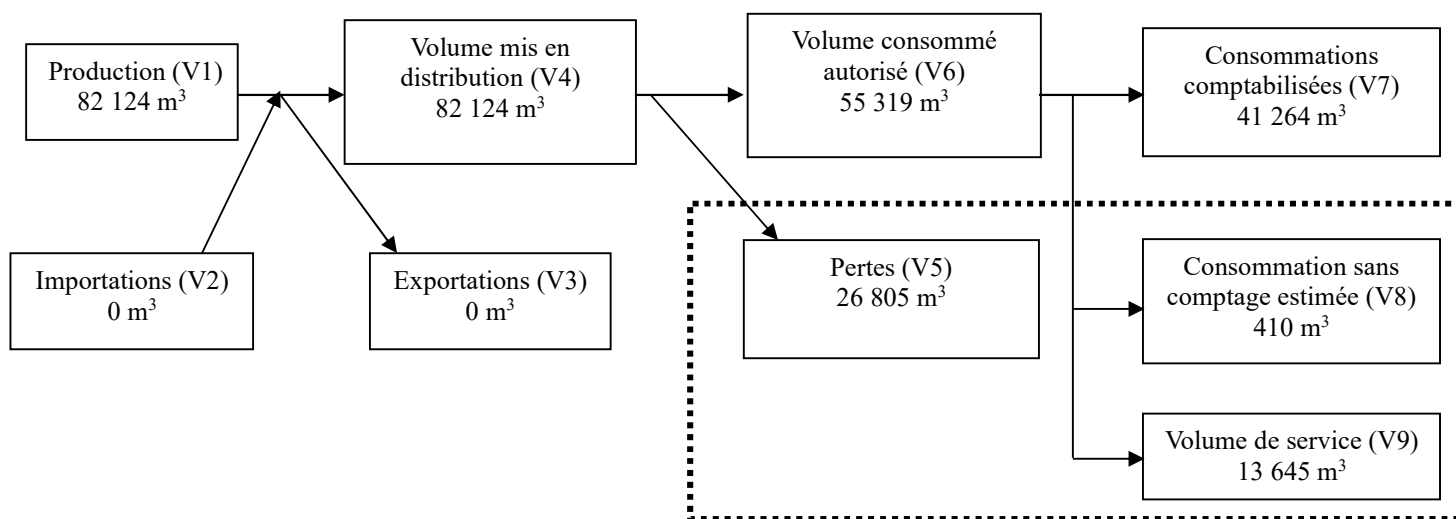 Production (V1)
82 124 m³
Volume mis en
distribution (V4)
82 124 m³
Volume consommé
autorisé (V6)
55 319 m³
Consommations
comptabilisées (V7)
41 264 m³
Importations (V2)
0 m³
Exportations (V3)
0 m³
Pertes (V5)
26 805 m³
Consommation sans
comptage estimée (V8)
410 m³
Volume de service (V9)
13 645 m³